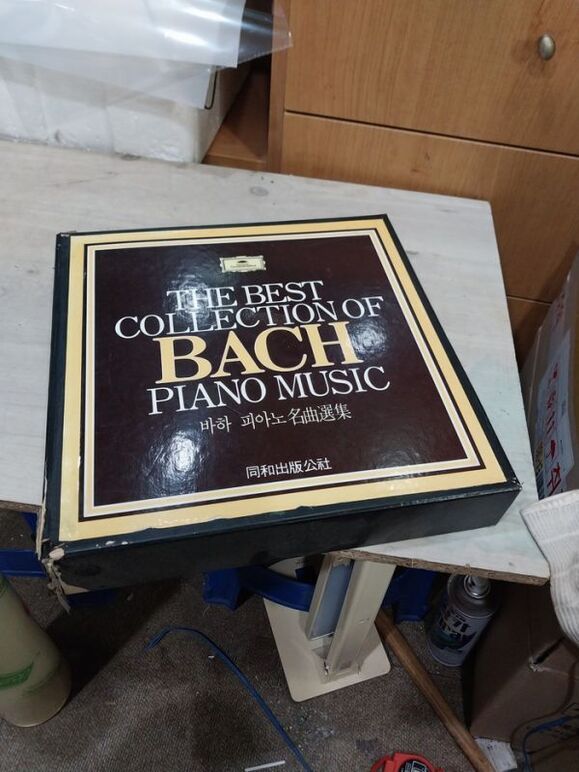 THE BEST
COLLECTION OF
BACH
PIANO MUSIC
바하 피아노 名曲選集
同和出版公社